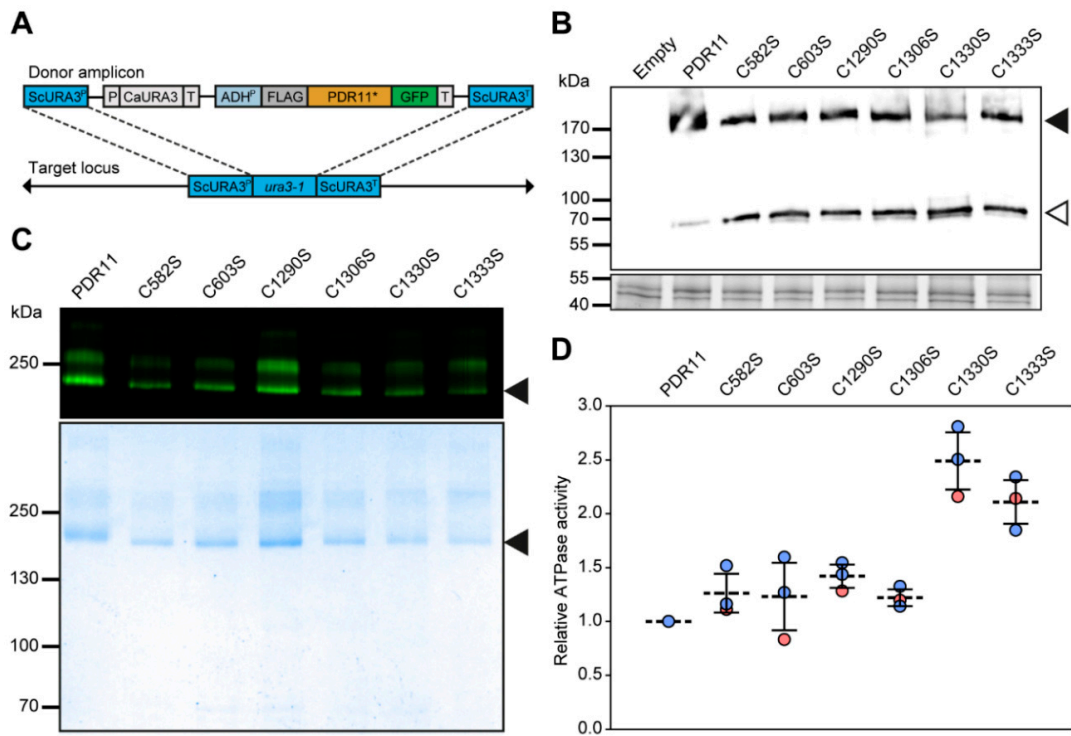 A
Donor amplicon
ScURA3ᴾ P CaURA3 T ADHᴾ FLAG PDR11* GFP T ScURA3ᵀ
Target locus
ScURA3ᴾ ura3-1 ScURA3ᵀ
B
Empty PDR11 C582S C603S C1290S C1306S C1330S C1333S
kDa
170
130
100
70
55
55
40
C
PDR11 C582S C603S C1290S C1306S C1330S C1333S
kDa
250
250
130
100
70
D
PDR11 C582S C603S C1290S C1306S C1330S C1333S
Relative ATPase activity
3.0
2.5
2.0
1.5
1.0
0.5
0.0